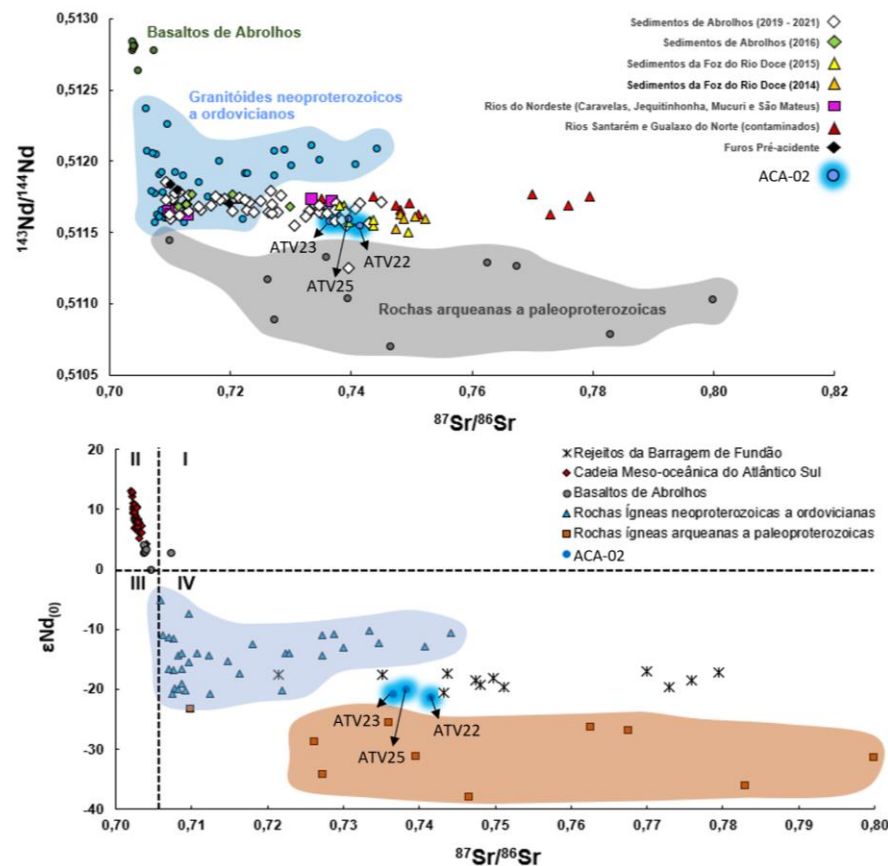 0,5130
0,5125
0,5120
0,5115
0,5110
0,5105
143Nd/144Nd
Basaltos de Abrolhos
Granitóides neoproterozoicos
a ordovicianos
Sedimentos de Abrolhos (2019 - 2021)
Sedimentos de Abrolhos (2016)
Sedimentos da Foz do Rio Doce (2015)
Sedimentos da Foz do Rio Doce (2014)
Rios do Nordeste (Caravelas, Jequitinhonha, Mucuri e São Mateus)
Rios Santarém e Gualaxo do Norte (contaminados)
Furos Pré-acidente
ACA-02
ATV23
ATV22
ATV25
Rochas arqueanas a paleoproterozoicas
0,70 0,72 0,74 0,76 0,78 0,80 0,82
87Sr/86Sr
20
10
0
-10
-20
-30
-40
εNd(0)
II I
III IV
Rejeitos da Barragem de Fundão
Cadeia Meso-oceânica do Atlântico Sul
Basaltos de Abrolhos
Rochas Ígneas neoproterozoicas a ordovicianas
Rochas ígneas arqueanas a paleoproterozoicas
ACA-02
ATV23
ATV22
ATV25
0,70 0,71 0,72 0,73 0,74 0,75 0,76 0,77 0,78 0,79 0,80
87Sr/86Sr